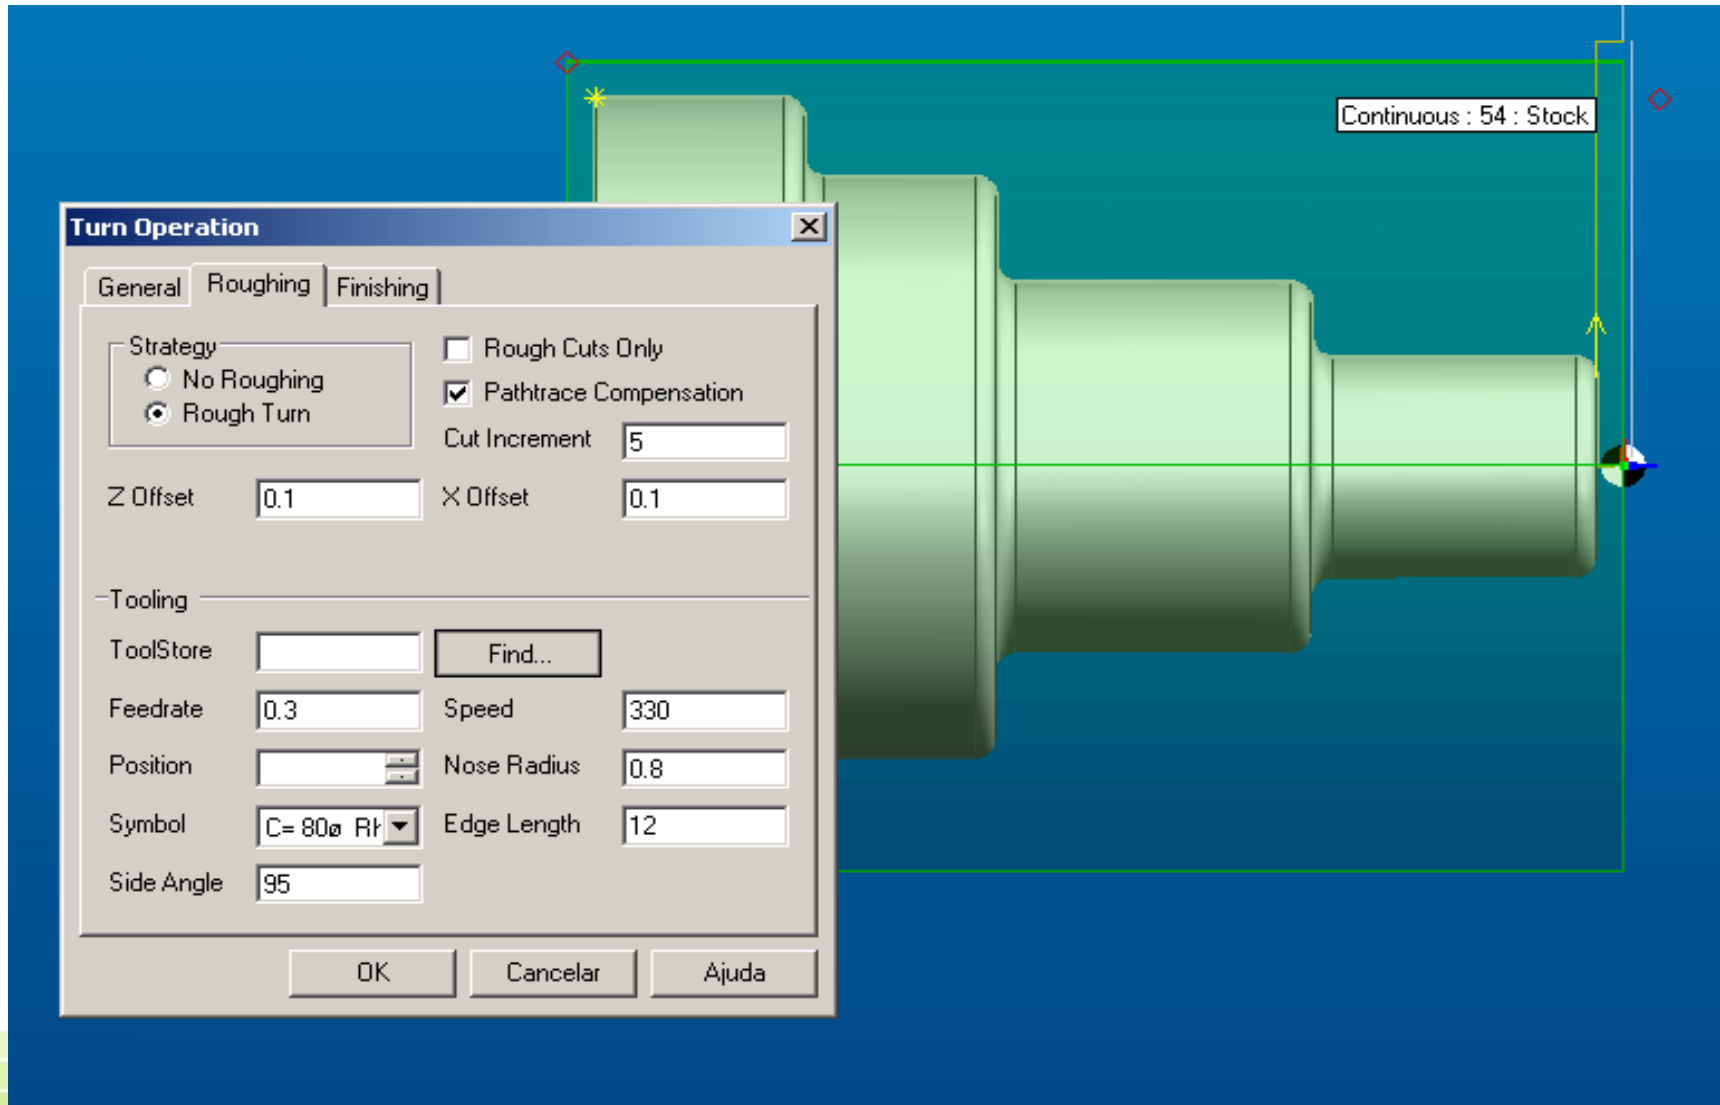 Continuous : 54 : Stock
Turn Operation
General Roughing Finishing
Strategy
No Roughing
Rough Turn
Rough Cuts Only
Pathtrace Compensation
Cut Increment 5
Z Offset 0.1 X Offset 0.1
Tooling
ToolStore Find...
Feedrate 0.3 Speed 330
Position Nose Radius 0.8
Symbol C= 80ø Edge Length 12
Side Angle 95
OK Cancelar Ajuda